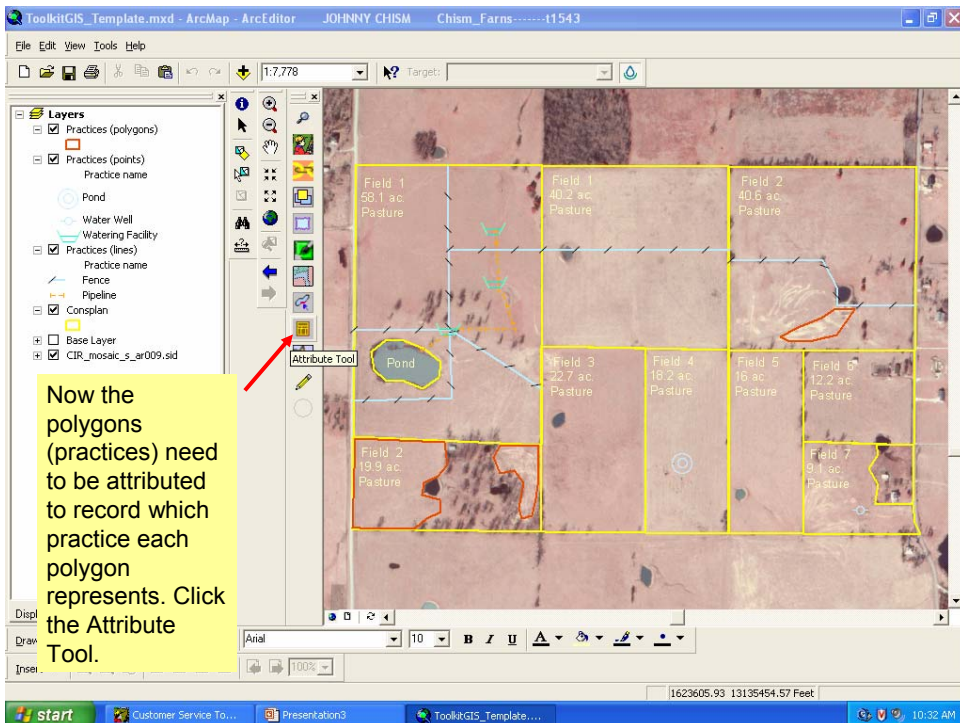 ToolkitGIS_Template.mxd - ArcMap - ArcEditor JOHNNY CHISM Chism_Farns-------t1543
File Edit View Tools Help
1:7,778 Target:
Layers
Practices (polygons)
Practices (points)
Practice name
Pond
Water Well
Watering Facility
Practices (lines)
Practice name
Fence
Pipeline
Consplan
Base Layer
CIR_mosaic_s_ar009.sid
Attribute Tool
Now the
polygons
(practices) need
to be attributed
to record which
practice each
polygon
represents. Click
the Attribute
Tool.
Field 1
58.1 ac.
Pasture
Field 1
40.2 ac.
Pasture
Field 2
40.6 ac.
Pasture
Pond
Field 3
22.7 ac.
Pasture
Field 4
18.2 ac.
Pasture
Field 5
16 ac.
Pasture
Field 6
12.2 ac.
Pasture
Field 2
19.9 ac.
Pasture
Field 7
9.1 ac.
Pasture
Displ
Draw
Arial 10 B I U A
Inser
100%
1623605.93 13135454.57 Feet
start Customer Service To... Presentation3 ToolkitGIS_Template.... 10:32 AM